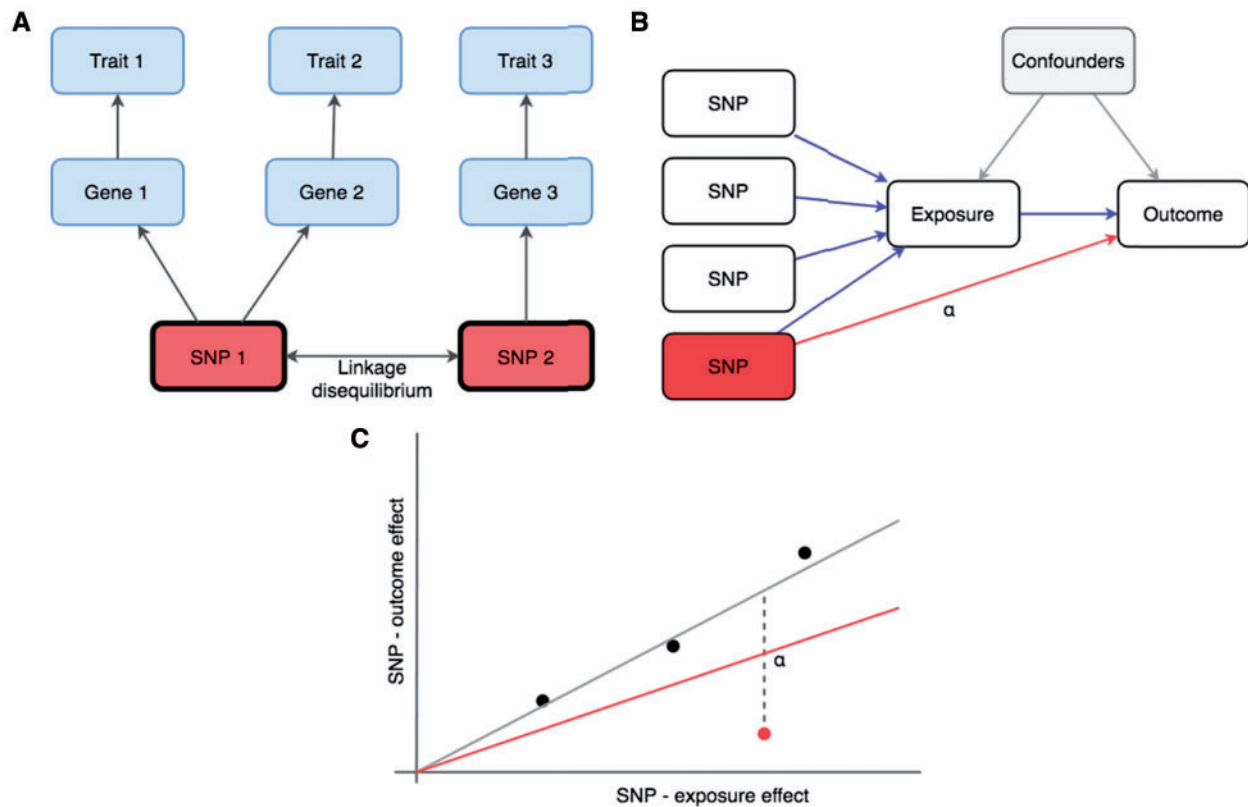 A
B
Trait 1
Trait 2
Trait 3
Confounders
SNP
Gene 1
Gene 2
Gene 3
SNP
Exposure
Outcome
SNP
α
SNP 1
SNP 2
SNP
Linkage
disequilibrium
C
SNP - outcome effect
α
SNP - exposure effect